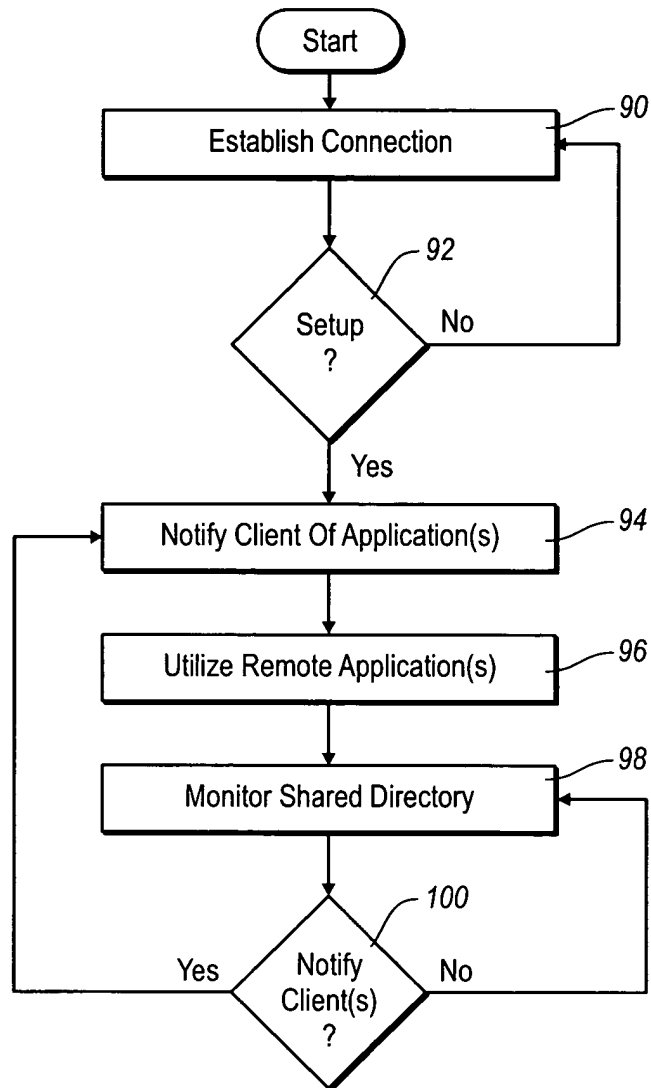 Start
Establish Connection
90
Setup
?
92
No
Yes
Notify Client Of Application(s)
94
Utilize Remote Application(s)
96
Monitor Shared Directory
98
Notify
Client(s)
?
100
Yes
No